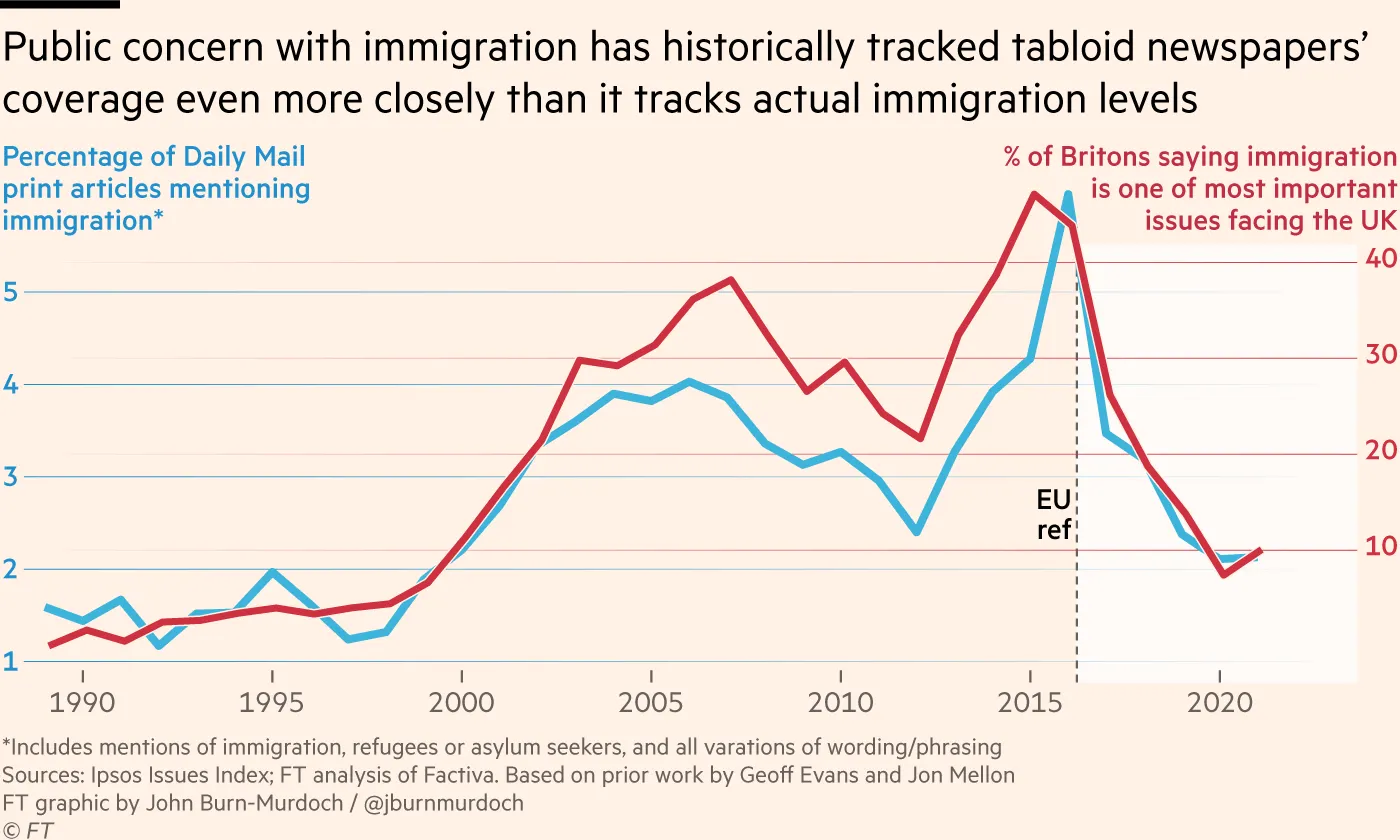 Public concern with immigration has historically tracked tabloid newspapers’
coverage even more closely than it tracks actual immigration levels
Percentage of Daily Mail
print articles mentioning
immigration*
% of Britons saying immigration
is one of most important
issues facing the UK
40
5
30
4
20
3
EU
ref
10
2
1
1990 1995 2000 2005 2010 2015 2020
*Includes mentions of immigration, refugees or asylum seekers, and all varations of wording/phrasing
Sources: Ipsos Issues Index; FT analysis of Factiva. Based on prior work by Geoff Evans and Jon Mellon
FT graphic by John Burn-Murdoch / @jburnmurdoch
© FT